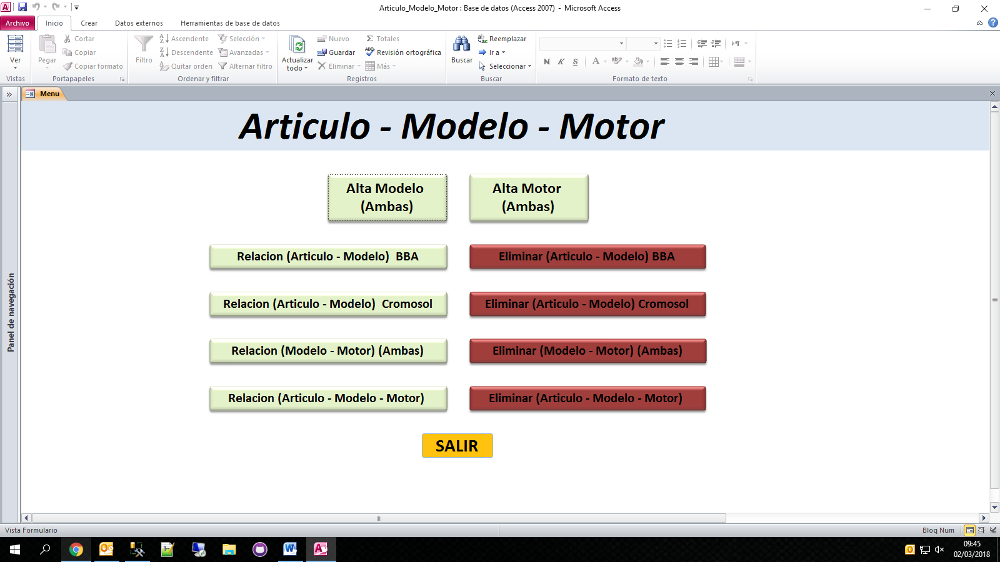 Articulo_Modelo_Motor : Base de datos (Access 2007) - Microsoft Access
Archivo Inicio Crear Datos externos Herramientas de base de datos
Ver
Vistas
Pegar
Cortar
Copiar
Copiar formato
Portapapeles
Filtro
Ascendente
Descendente
Quitar orden
Selección
Avanzadas
Alternar filtro
Ordenar y filtrar
Actualizar
todo
Nuevo
Guardar
Eliminar
Totales
Revisión ortográfica
Más
Registros
Buscar
Reemplazar
Ir a
Seleccionar
Buscar
N K S
Formato de texto
Menu
Panel de navegación
Articulo - Modelo - Motor
Alta Modelo
(Ambas)
Alta Motor
(Ambas)
Relacion (Articulo - Modelo) BBA
Eliminar (Articulo - Modelo) BBA
Relacion (Articulo - Modelo) Cromosol
Eliminar (Articulo - Modelo) Cromosol
Relacion (Modelo - Motor) (Ambas)
Eliminar (Modelo - Motor) (Ambas)
Relacion (Articulo - Modelo - Motor)
Eliminar (Articulo - Modelo - Motor)
SALIR
Vista Formulario
Bloq Num
09:45
02/03/2018